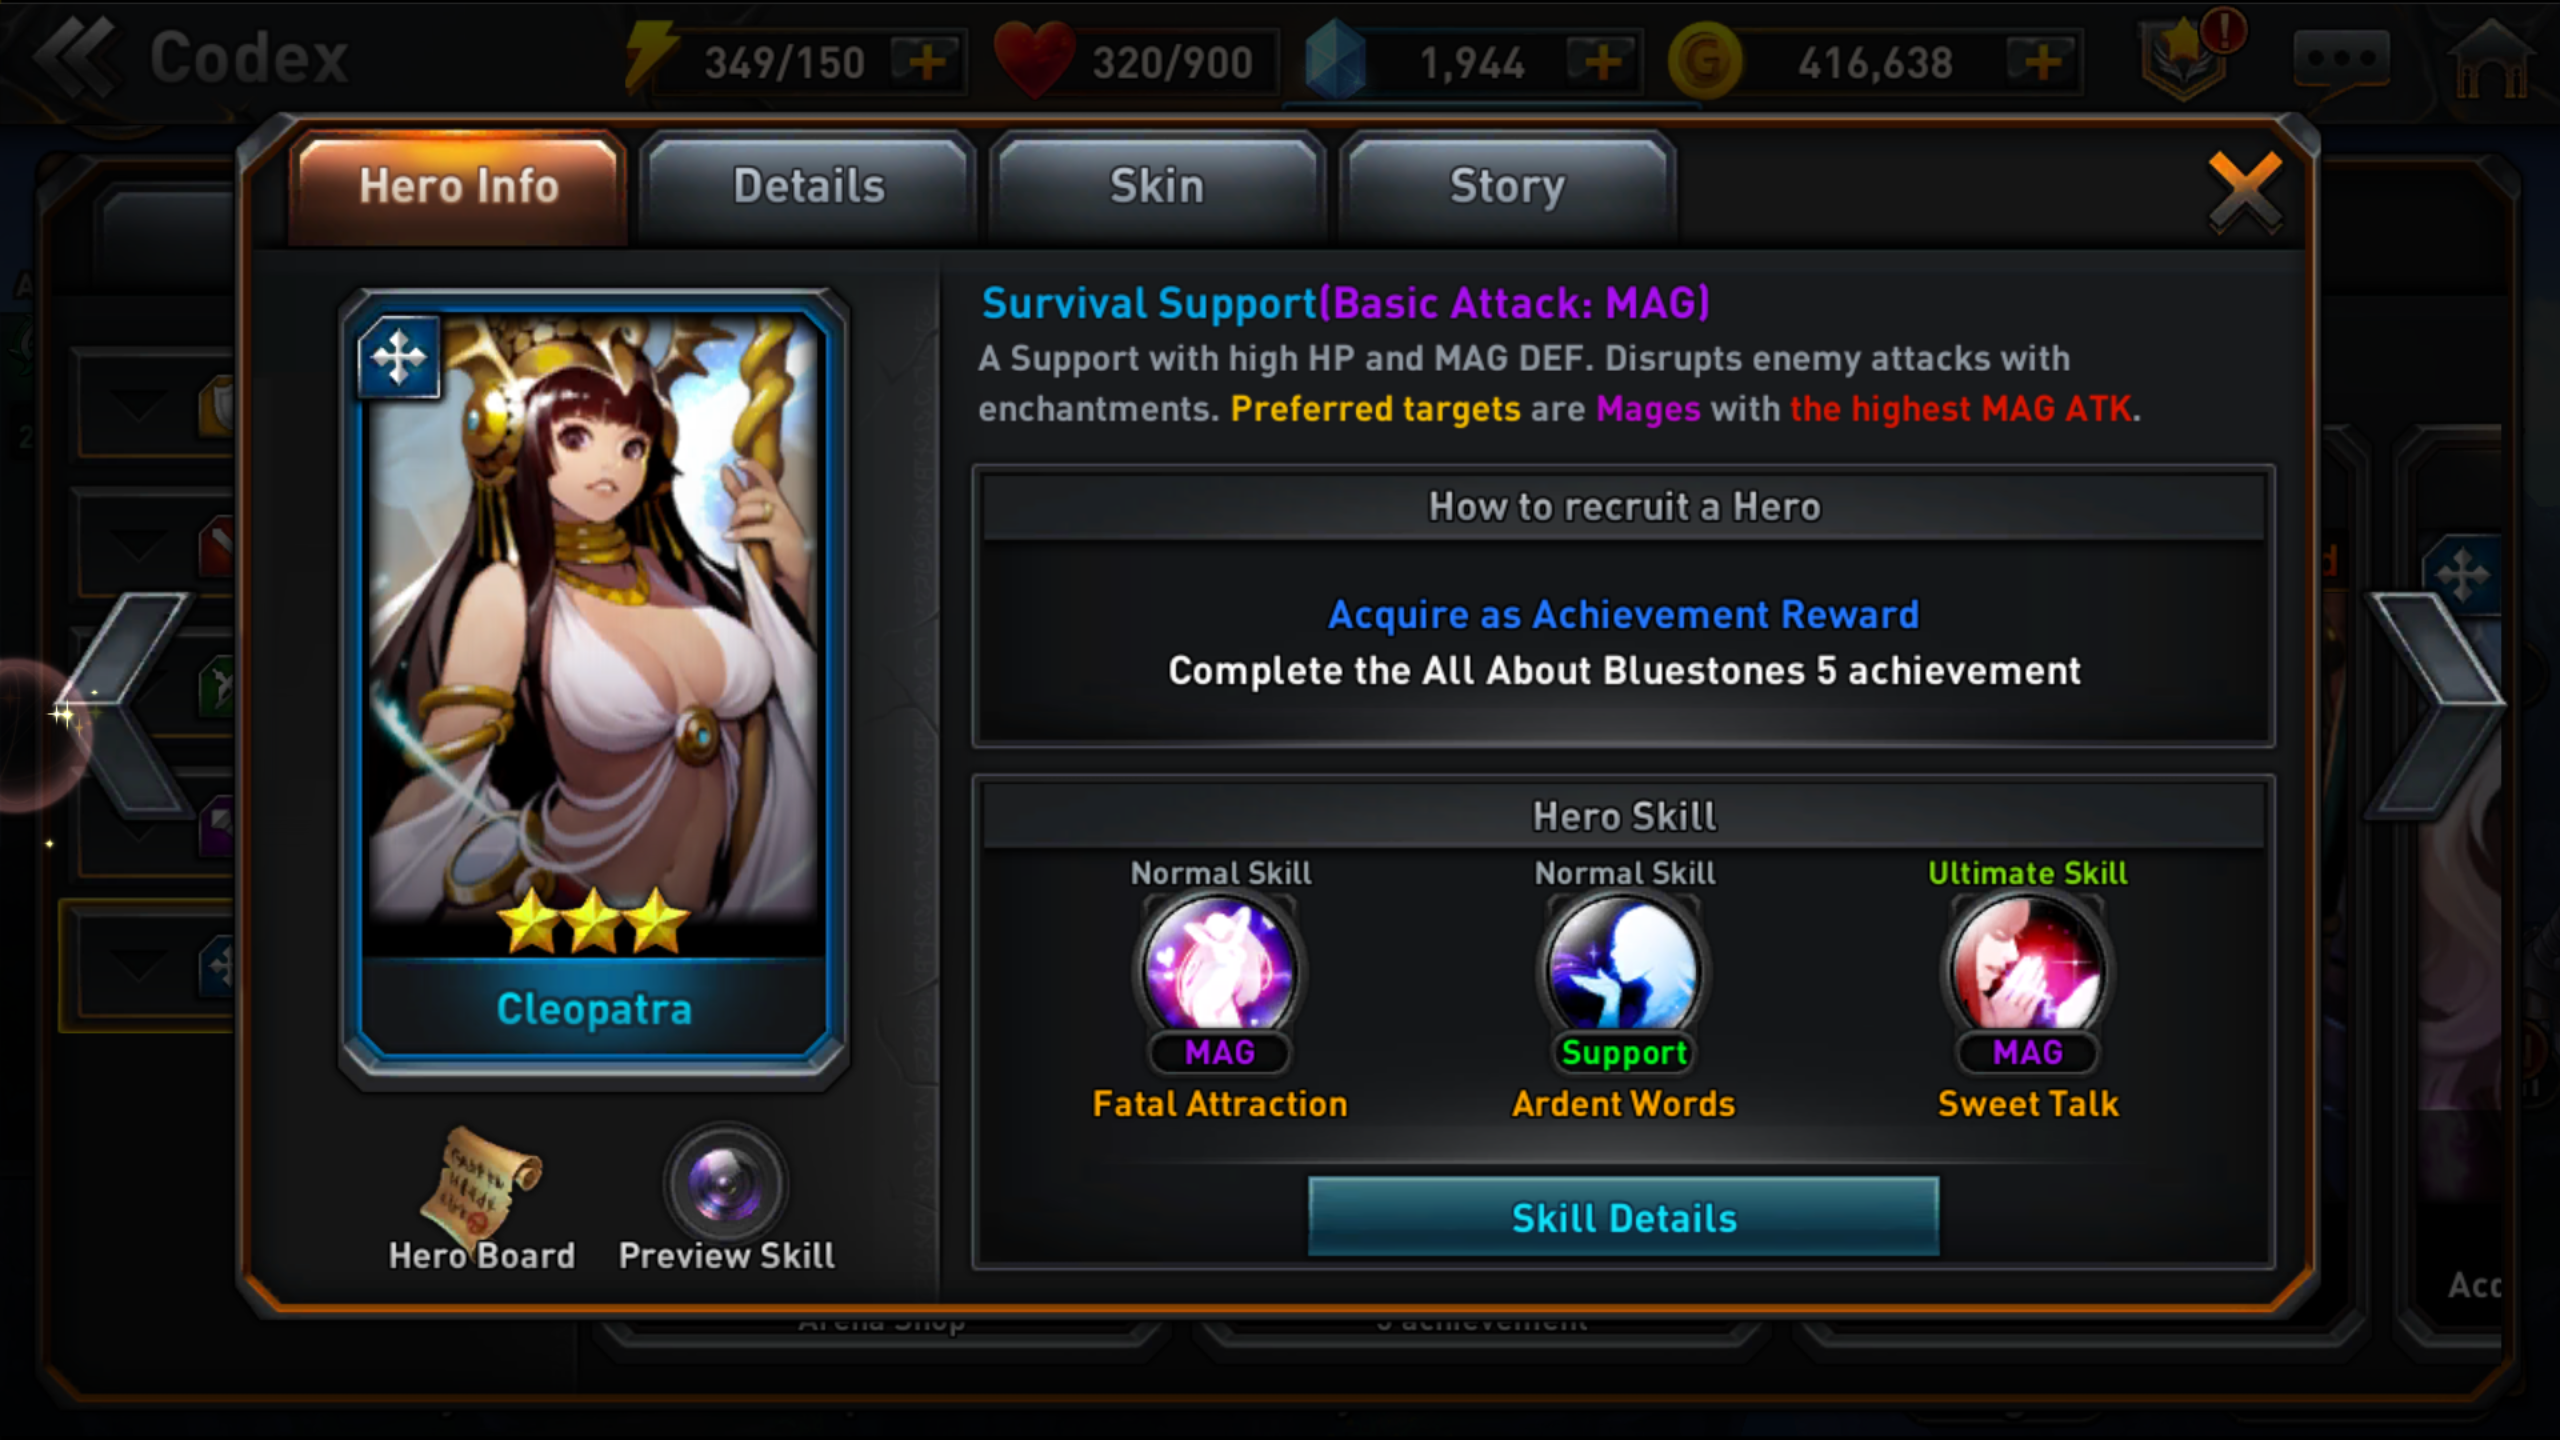 Codex
349/150
320/900
1,944
416,638
Hero Info
Details
Skin
Story
Survival Support(Basic Attack: MAG)
A Support with high HP and MAG DEF. Disrupts enemy attacks with
enchantments. Preferred targets are Mages with the highest MAG ATK.
How to recruit a Hero
Acquire as Achievement Reward
Complete the All About Bluestones 5 achievement
Hero Skill
Normal Skill
Normal Skill
Ultimate Skill
MAG
Support
MAG
Fatal Attraction
Ardent Words
Sweet Talk
Skill Details
Cleopatra
Hero Board
Preview Skill
Arena Shop
5 achievement